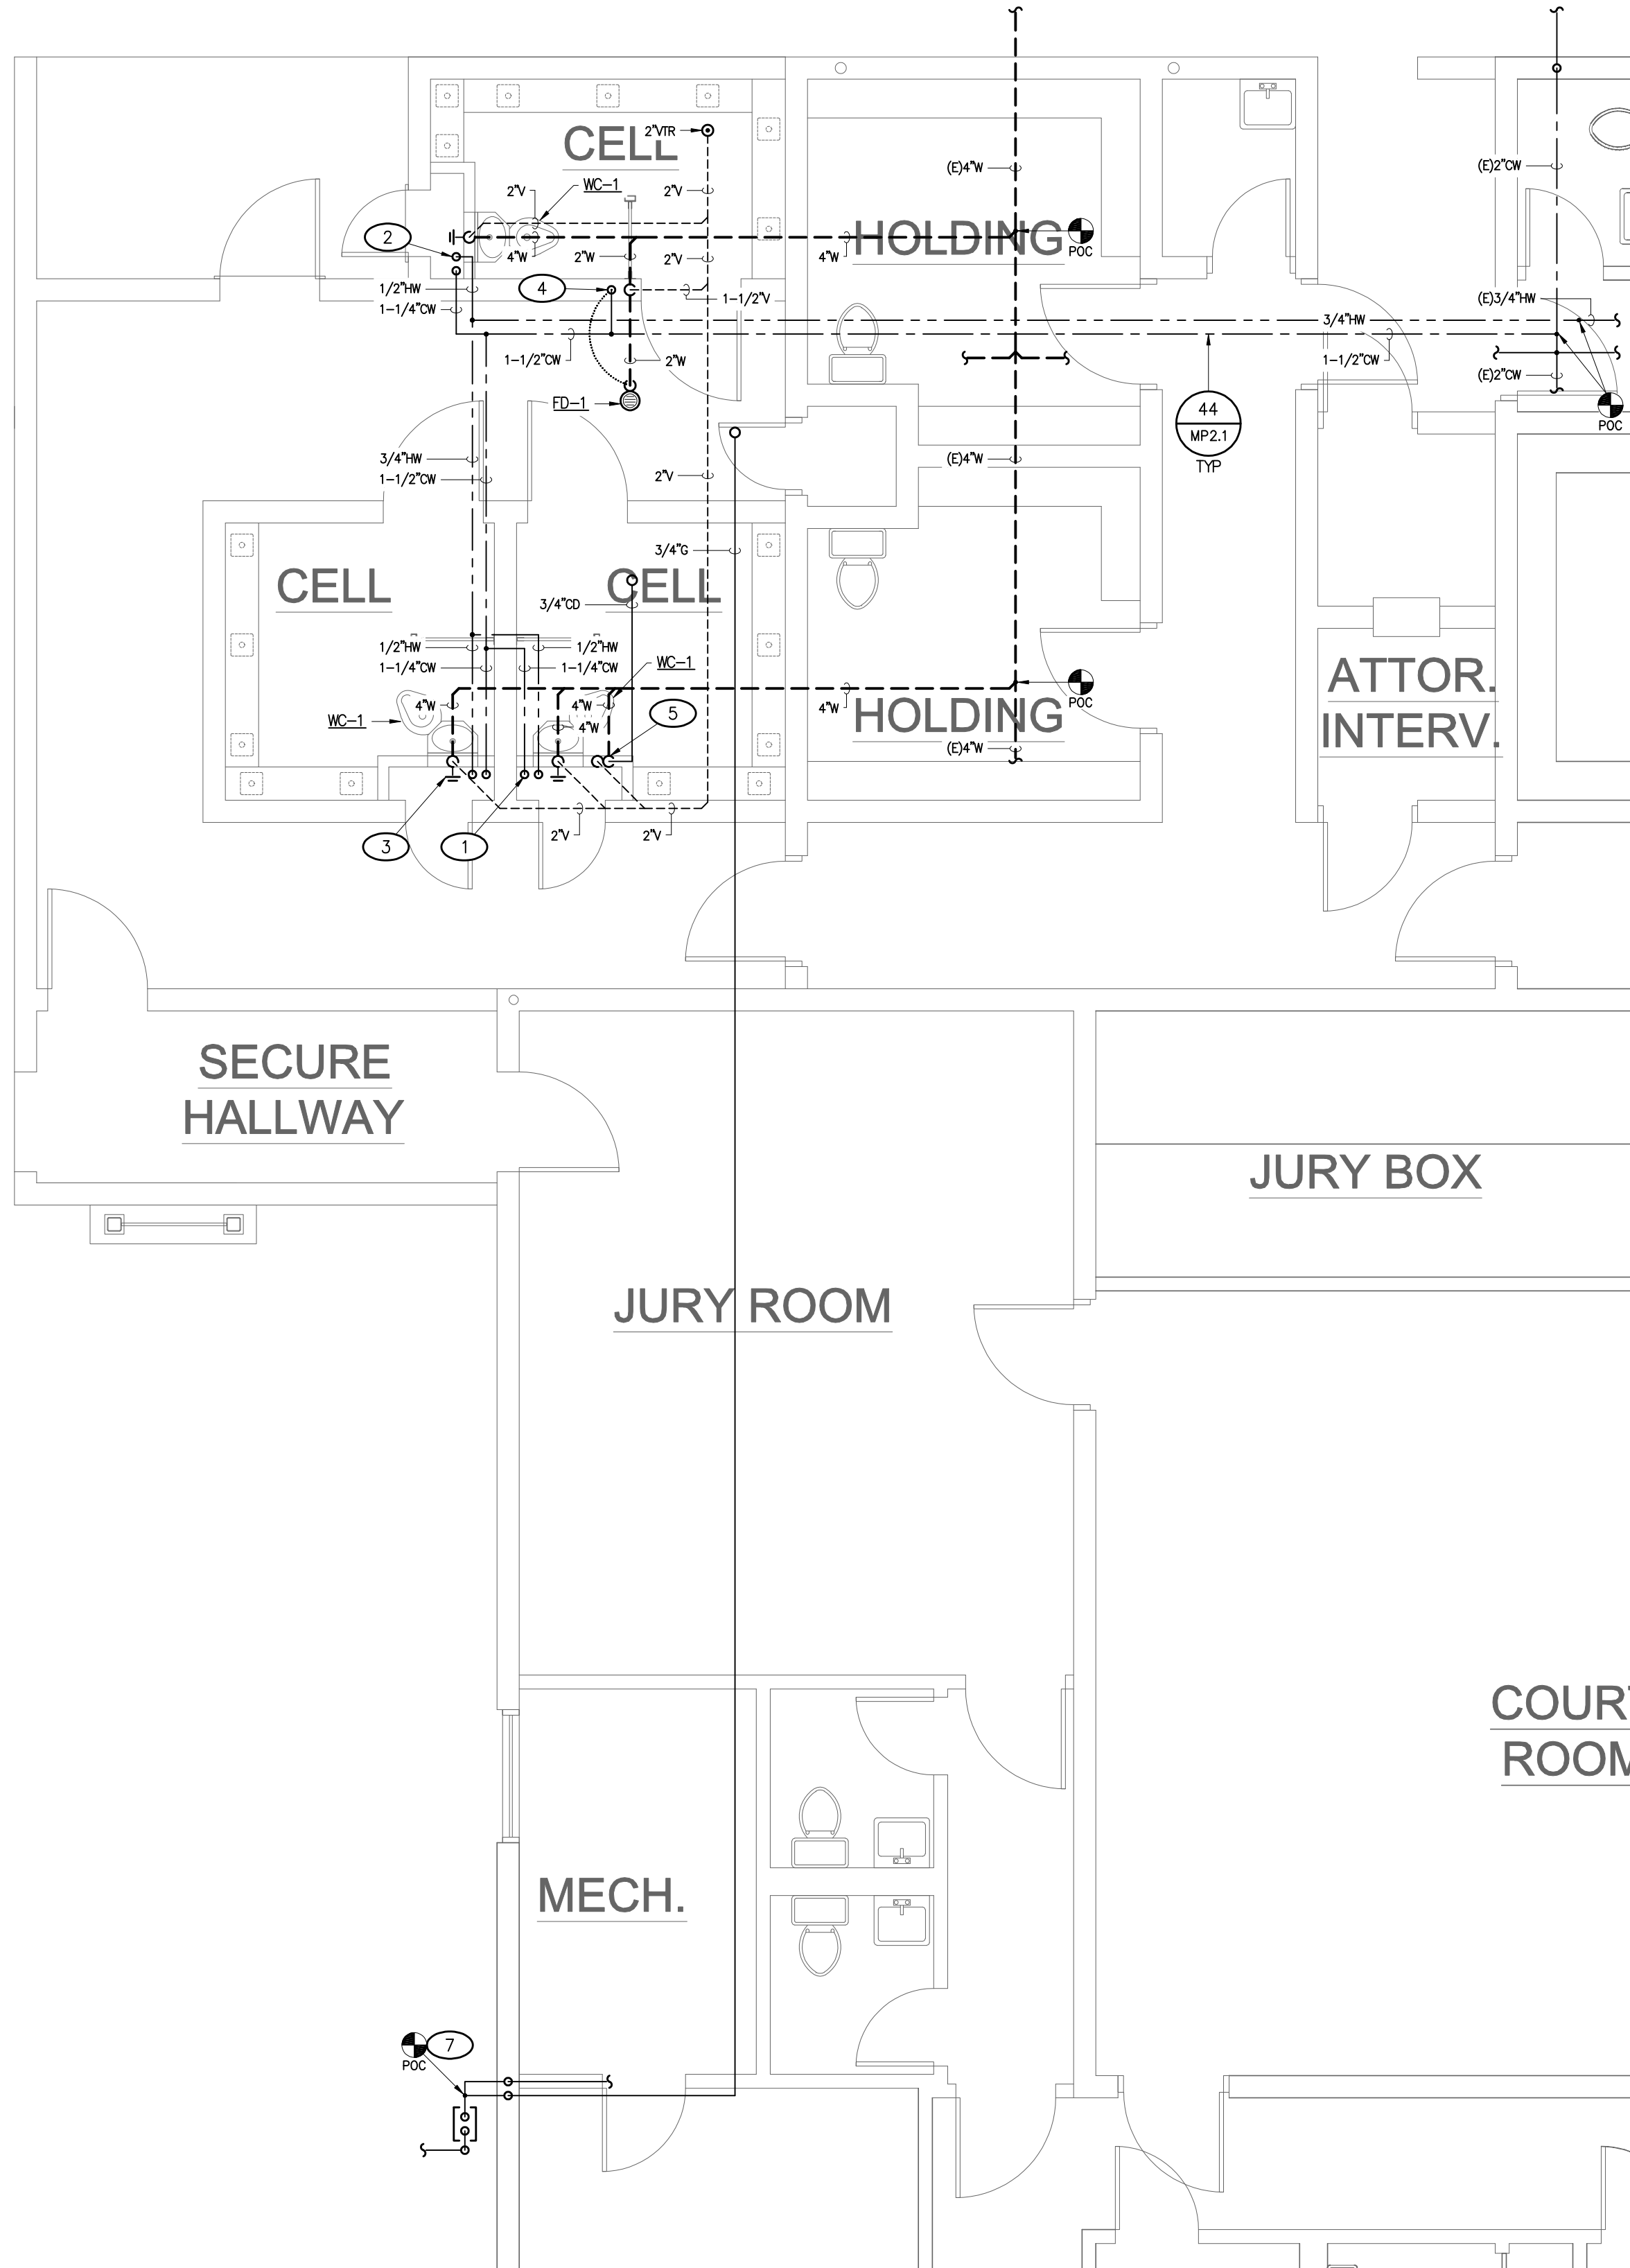 CELL
2"VTR
(E)4"W
(E)2"CW
2"V
WC-1
2"V
2
HOLDING
POC
4"W
2"W
2"V
4"W
1/2"HW
4
1-1/2"V
(E)3/4"HW
1-1/4"CW
3/4"HW
1-1/2"CW
2"W
1-1/2"CW
(E)2"CW
FD-1
44
MP2.1
TYP
POC
3/4"HW
(E)4"W
1-1/2"CW
2"V
3/4"G
CELL
CELL
3/4"CD
1/2"HW
1/2"HW
1-1/4"CW
1-1/4"CW
WC-1
ATTOR.
INTERV.
4"W
4"W
4"W
POC
WC-1
4"W
5
HOLDING
(E)4"W
3
1
2"V
2"V
SECURE
HALLWAY
JURY BOX
JURY ROOM
COURT
ROOM
MECH.
7
POC